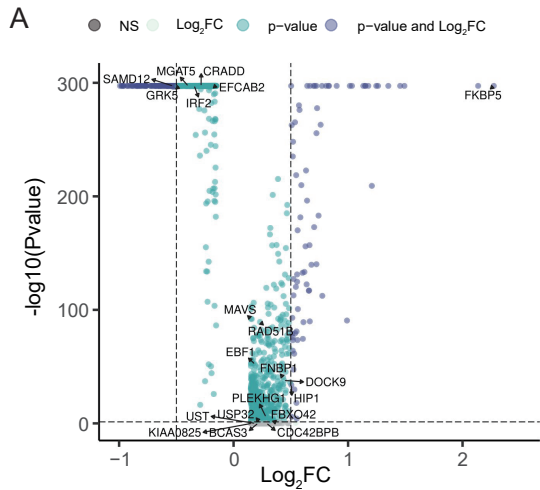 A
NS Log2FC p−value p−value and Log2FC
MGAT5 CRADD
SAMD12
300
GRK5 EFCAB2
IRF2
FKBP5
200
-log10(Pvalue)
100
MAVS
RAD51B
EBF1
FNBP1
DOCK9
PLEKHG1 HIP1
UST USP32 FBXO42
0
KIAA0825 BCAS3 CDC42BPB
−1 0 1 2
Log2FC